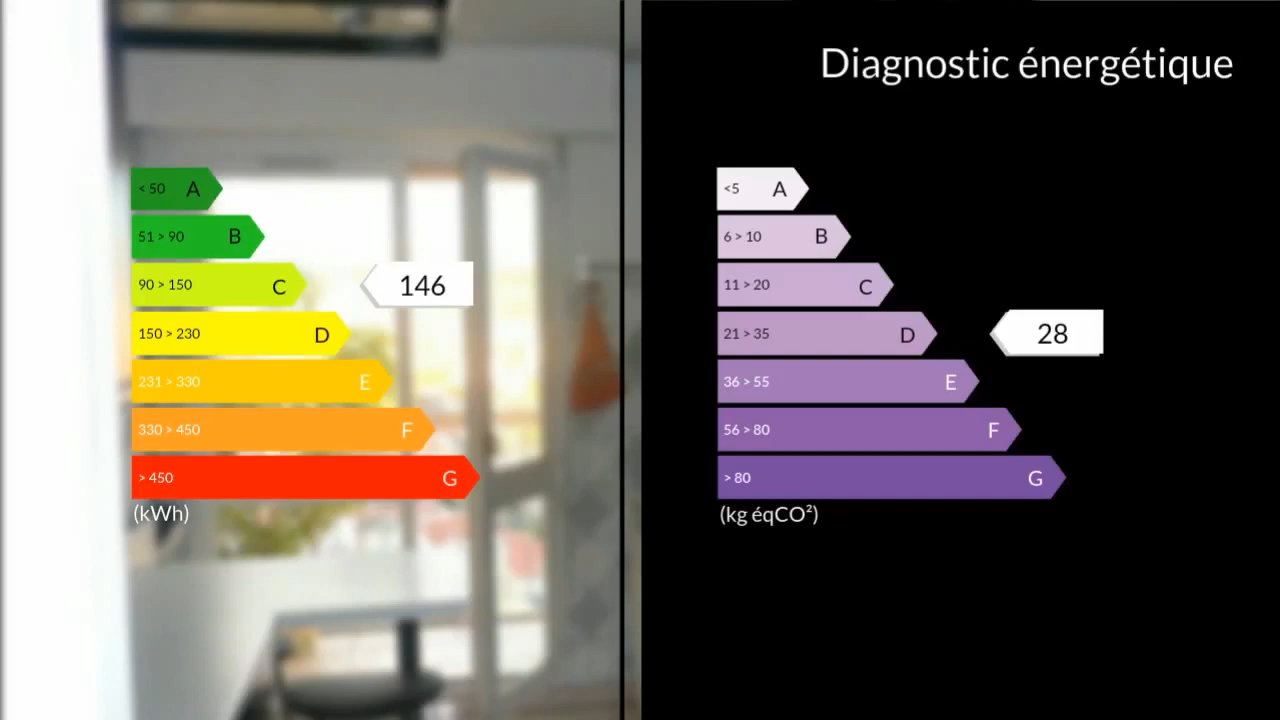 Diagnostic énergétique
< 50 A
51 > 90 B
90 > 150 C
146
150 > 230 D
231 > 330 E
330 > 450 F
> 450 G
(kWh)
<5 A
6 > 10 B
11 > 20 C
21 > 35 D
28
36 > 55 E
56 > 80 F
> 80 G
(kg éqCO²)